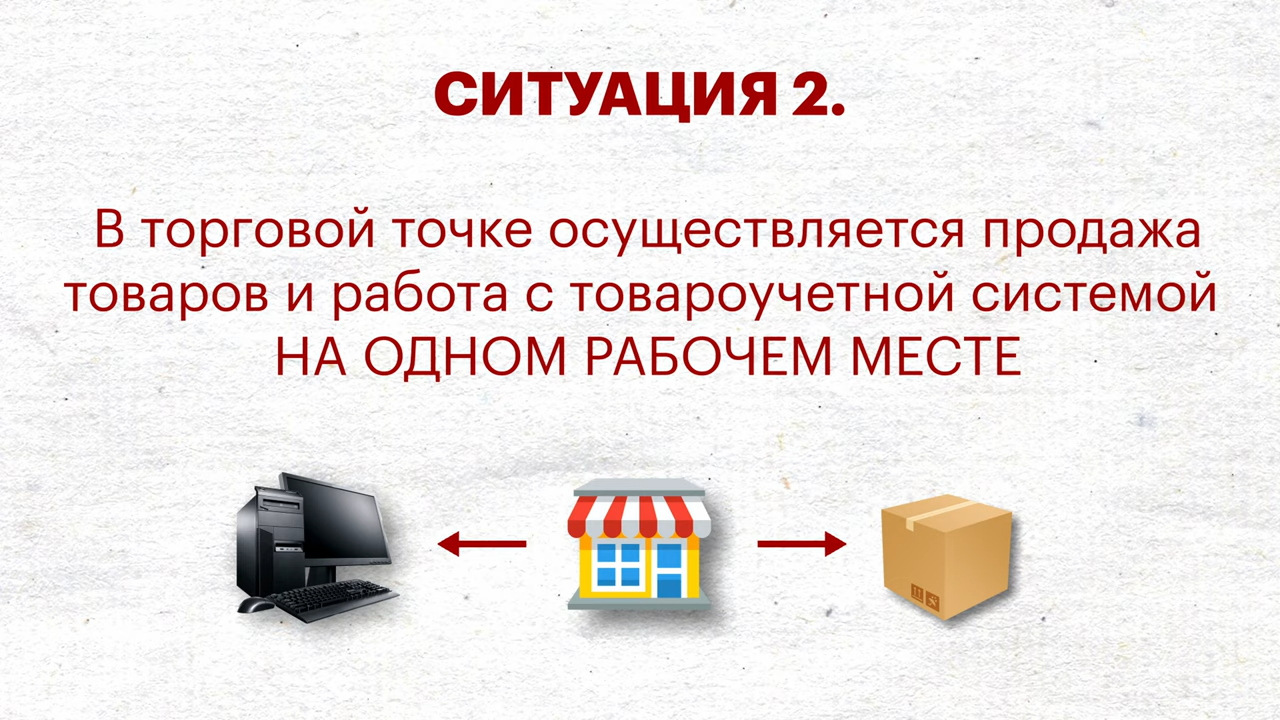 СИТУАЦИЯ 2.
В торговой точке осуществляется продажа
товаров и работа с товароучетной системой
НА ОДНОМ РАБОЧЕМ МЕСТЕ